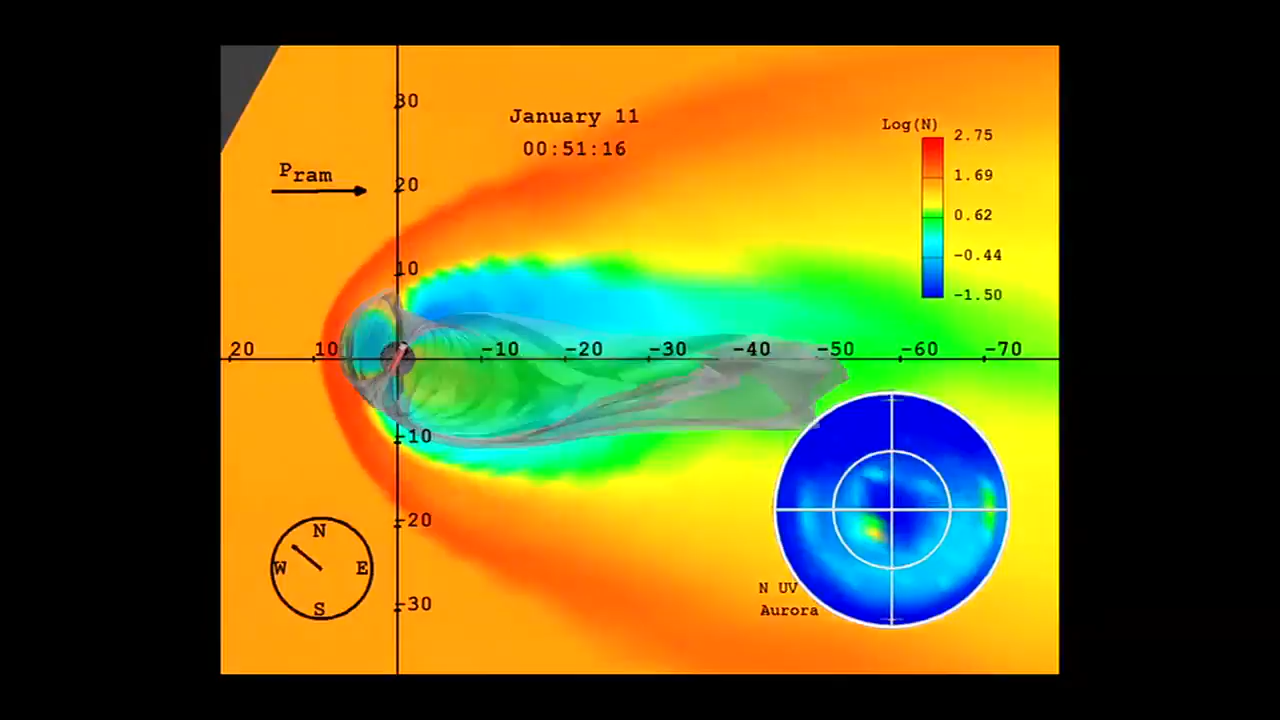 30
January 11
00:51:16
Log(N)
2.75
1.69
0.62
-0.44
-1.50
Pram
20
10
20 10 -10 -20 -30 -40 -50 -60 -70
-10
-20
-30
N
W E
S
N UV
Aurora